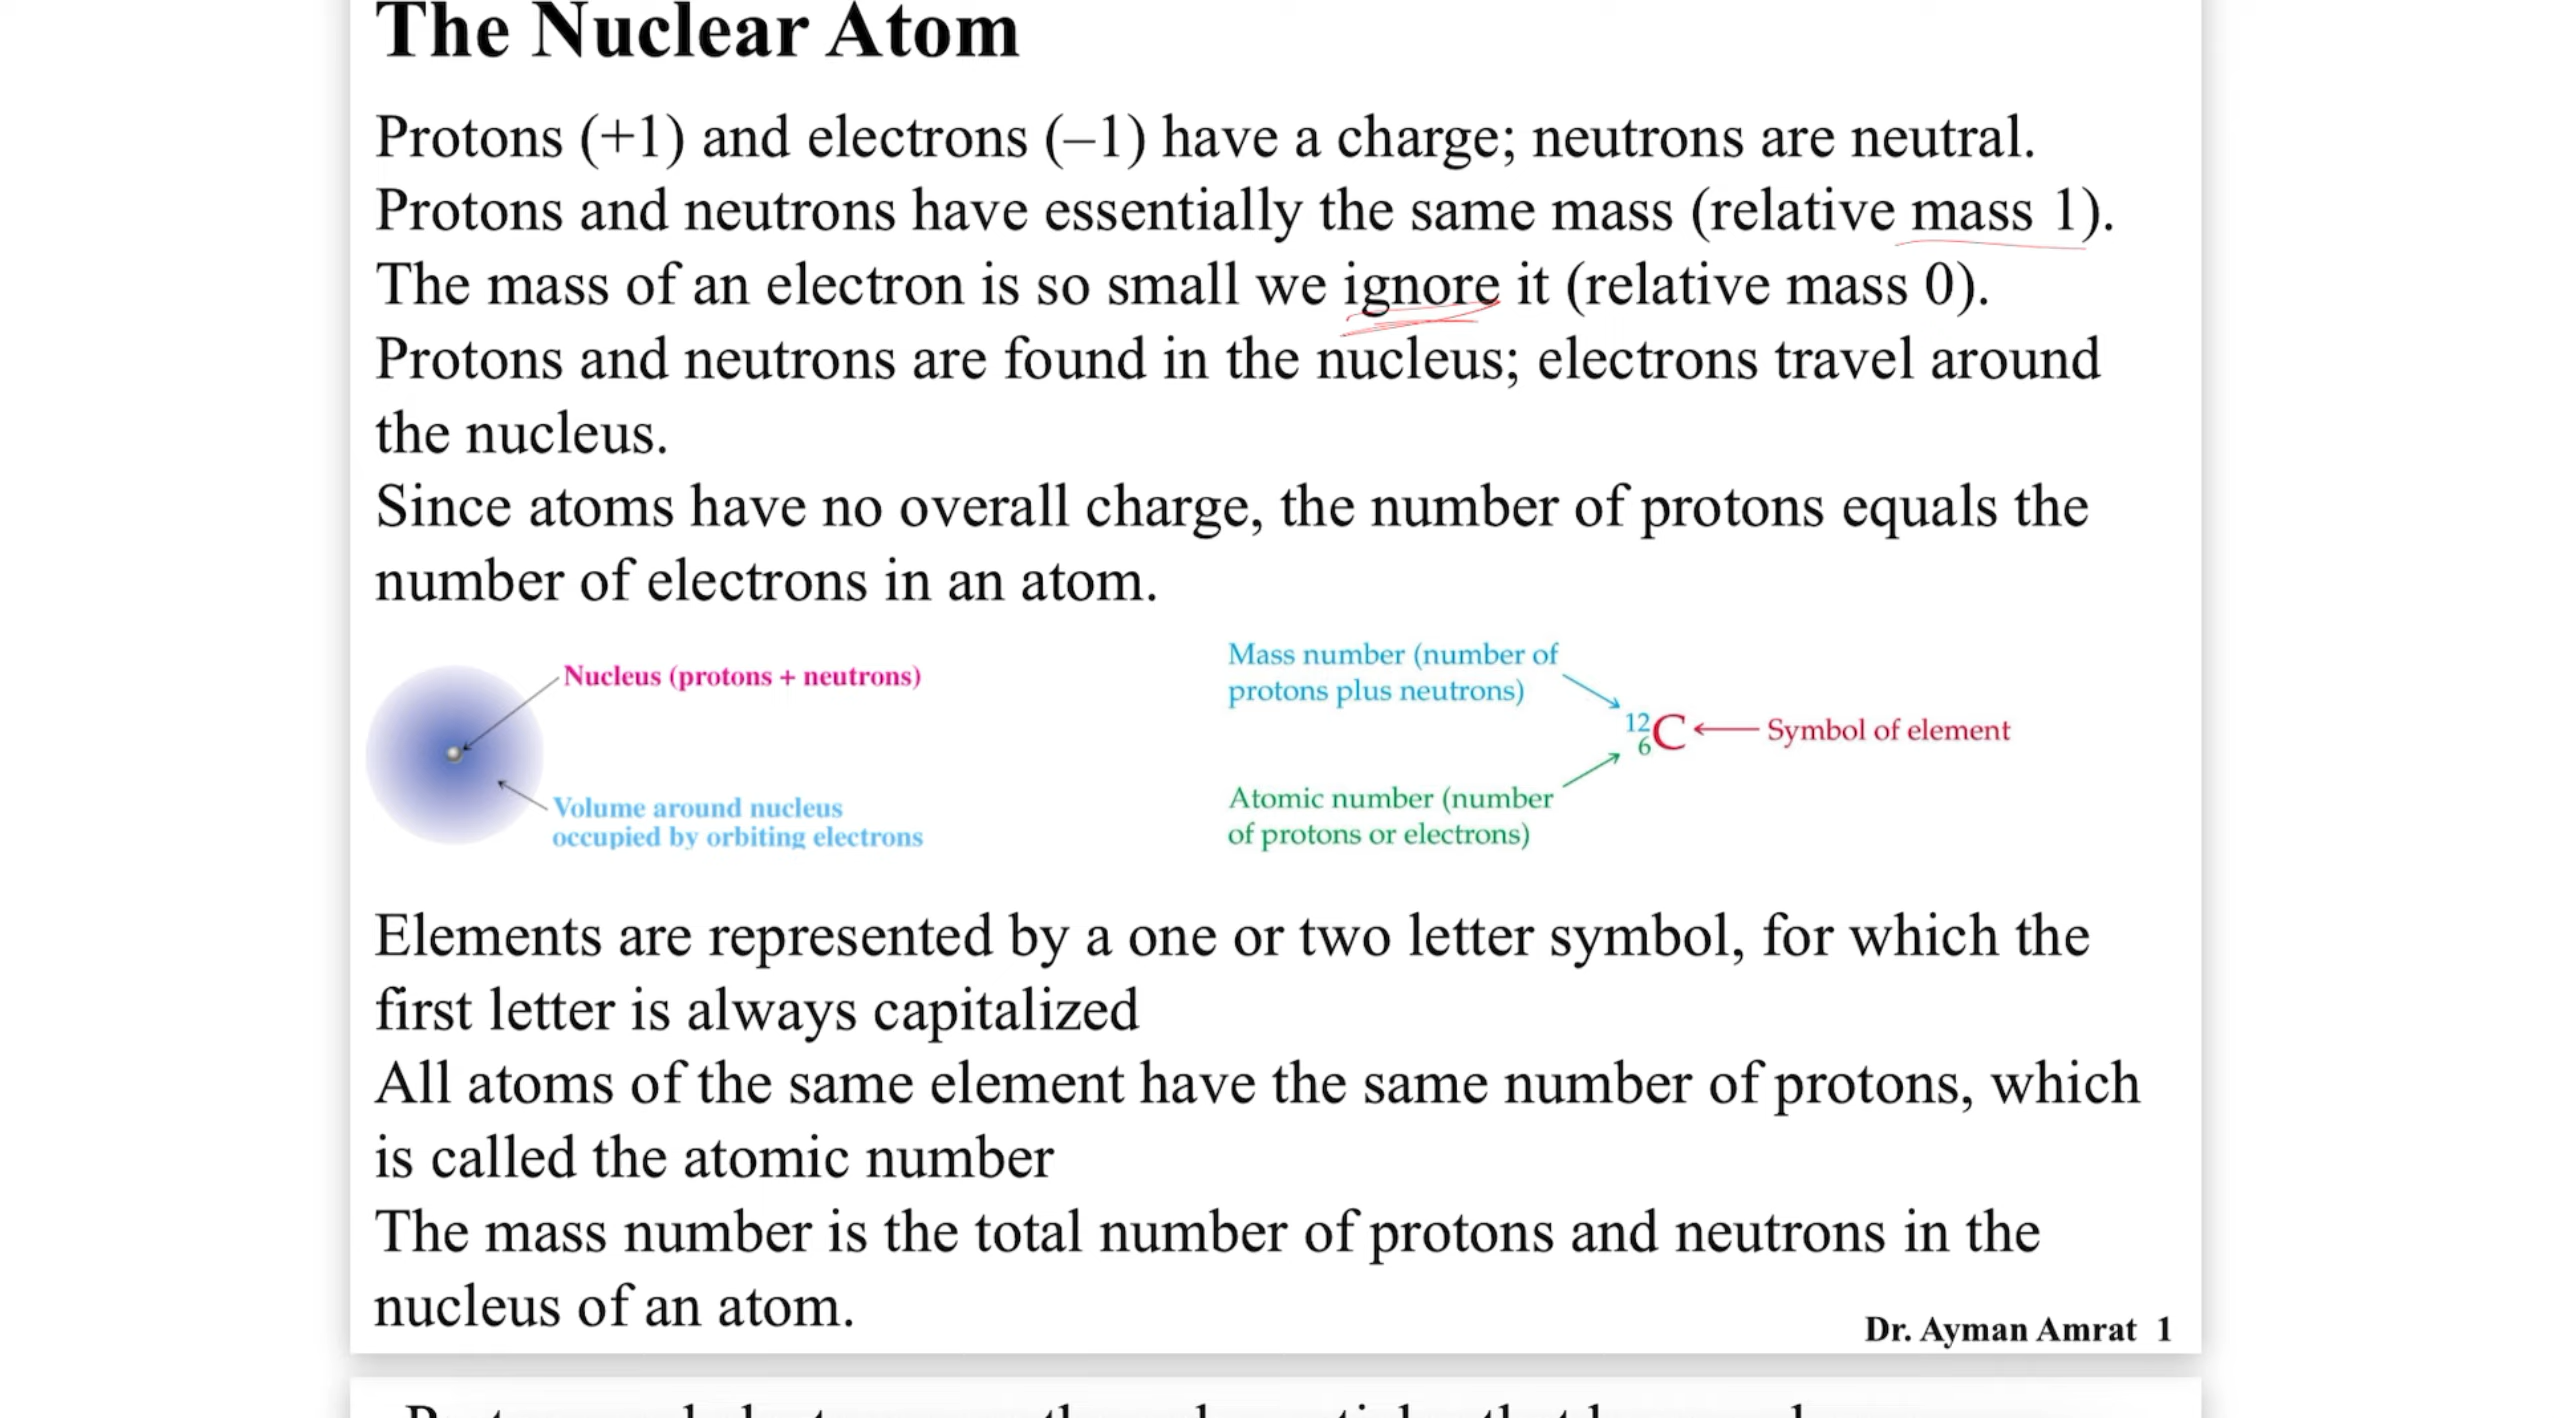 The Nuclear Atom
Protons (+1) and electrons (–1) have a charge; neutrons are neutral.
Protons and neutrons have essentially the same mass (relative mass 1).
The mass of an electron is so small we ignore it (relative mass 0).
Protons and neutrons are found in the nucleus; electrons travel around
the nucleus.
Since atoms have no overall charge, the number of protons equals the
number of electrons in an atom.
Nucleus (protons + neutrons)
Volume around nucleus
occupied by orbiting electrons
Mass number (number of
protons plus neutrons)
12
6
C
Symbol of element
Atomic number (number
of protons or electrons)
Elements are represented by a one or two letter symbol, for which the
first letter is always capitalized
All atoms of the same element have the same number of protons, which
is called the atomic number
The mass number is the total number of protons and neutrons in the
nucleus of an atom.
Dr. Ayman Amrat 1